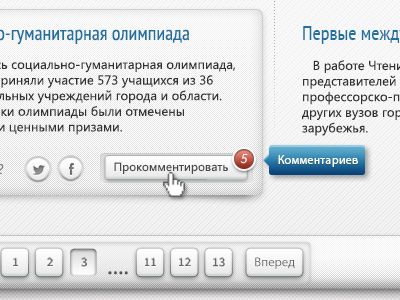 о-гуманитарная олимпиада
сь социально-гуманитарная олимпиада,
приняли участие 573 учащихся из 36
льных учреждений города и области.
ки олимпиады были отмечены
и ценными призами.
?
Прокомментировать
5
Комментариев
Первые межд
В работе Чтени
представителей
профессорско-п
других вузов гор
зарубежья.
1 2 3 .... 11 12 13 Вперед